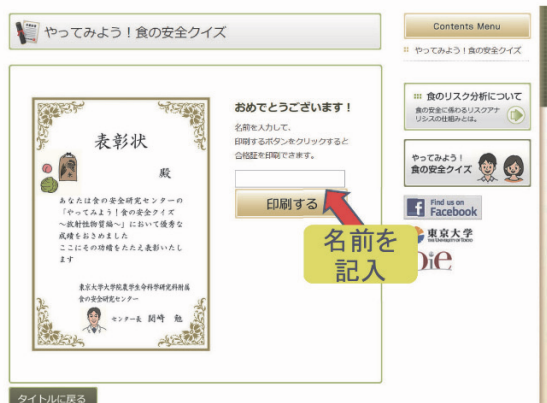 やってみよう！食の安全クイズ
表彰状
殿
あなたは食の安全研究センターの
「やってみよう！食の安全クイズ
〜放射性物質編〜」において優秀な
成績をおさめました
ここにその功績をたたえ表彰いたし
ます
東京大学大学院農学生命科学研究科附属
食の安全研究センター
センター長 関崎 勉
おめでとうございます！
名前を入力して、
印刷するボタンをクリックすると
合格証を印刷できます。
印刷する
名前を
記入
タイトルに戻る
Contents Menu
やってみよう！食の安全クイズ
食のリスク分析について
食の安全に係わるリスクアナ
リシスの仕組みとは。
やってみよう！
食の安全クイズ
Find us on
Facebook
東京大学
THE UNIVERSITY OF TOKYO
oie